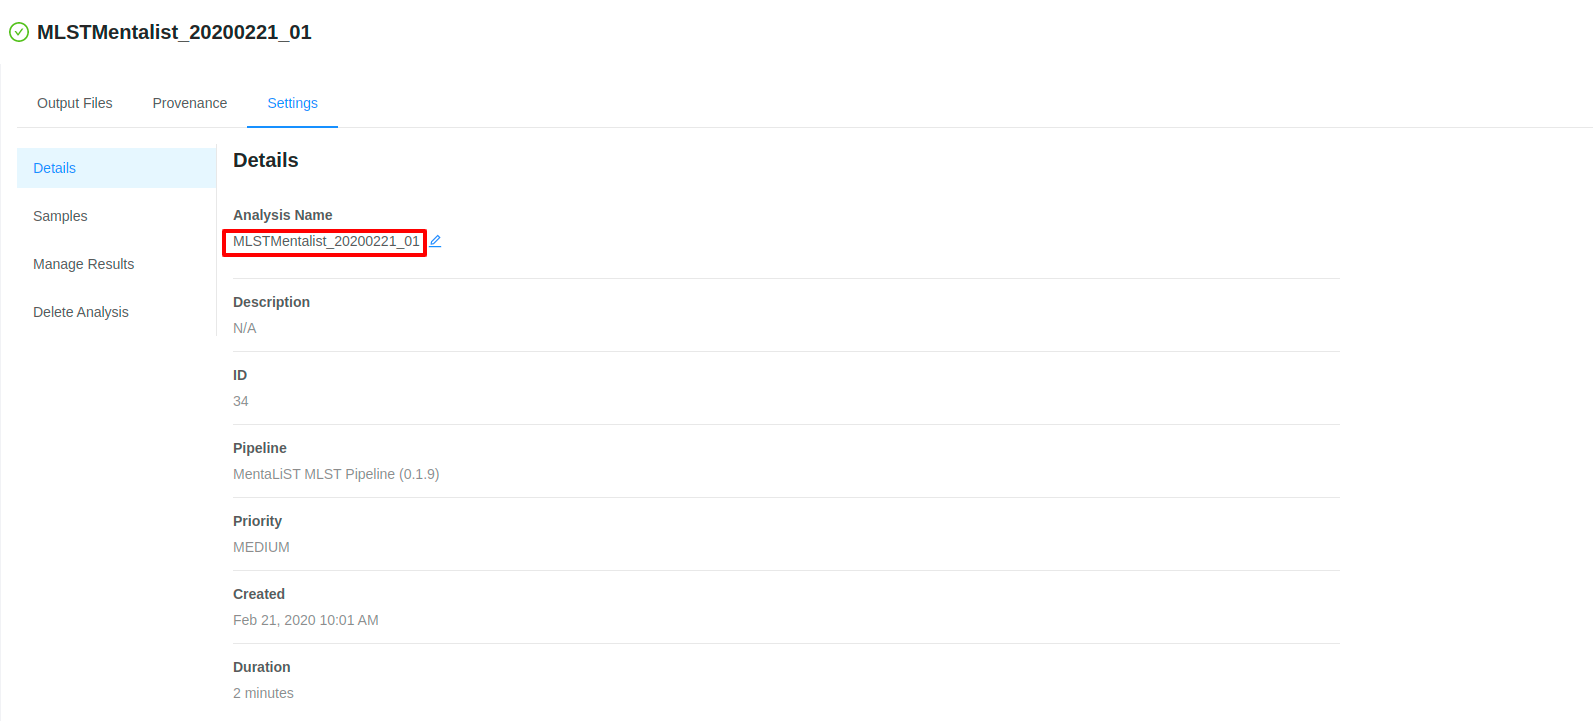 MLSTMentalist_20200221_01
Output Files
Provenance
Settings
Details
Samples
Manage Results
Delete Analysis
Details
Analysis Name
MLSTMentalist_20200221_01
Description
N/A
ID
34
Pipeline
MentaLiST MLST Pipeline (0.1.9)
Priority
MEDIUM
Created
Feb 21, 2020 10:01 AM
Duration
2 minutes